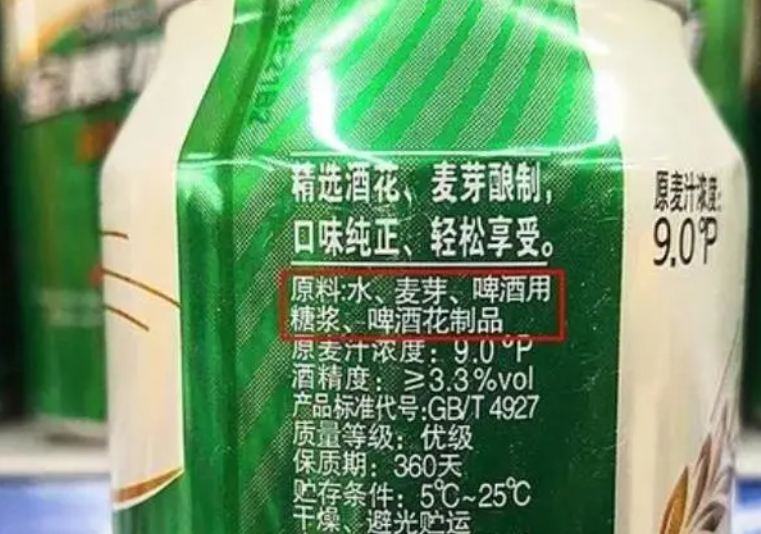 精选酒花、麦芽酿制，
口味纯正、轻松享受。
原料:水、麦芽、啤酒用
糖浆、啤酒花制品
原麦汁浓度：9.0°P
酒精度：≥3.3%vol
产品标准代号:GB/T 4927
质量等级：优级
保质期：360天
贮存条件：5℃~25℃
干燥、避光贮运
原麦汁浓度:
9.0°P